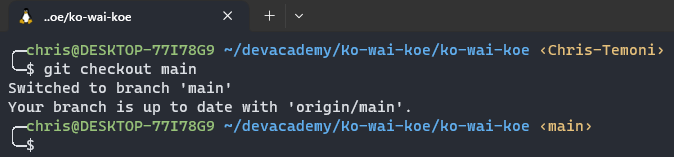 ..oe/ko-wai-koe
chris@DESKTOP-77I78G9 ~/devacademy/Ko-wai-koe/ko-wai-koe ‹Chris-Temoni›
$ git checkout main
Switched to branch 'main'
Your branch is up to date with 'origin/main'.
chris@DESKTOP-77I78G9 ~/devacademy/Ko-wai-koe/ko-wai-koe ‹main›
$